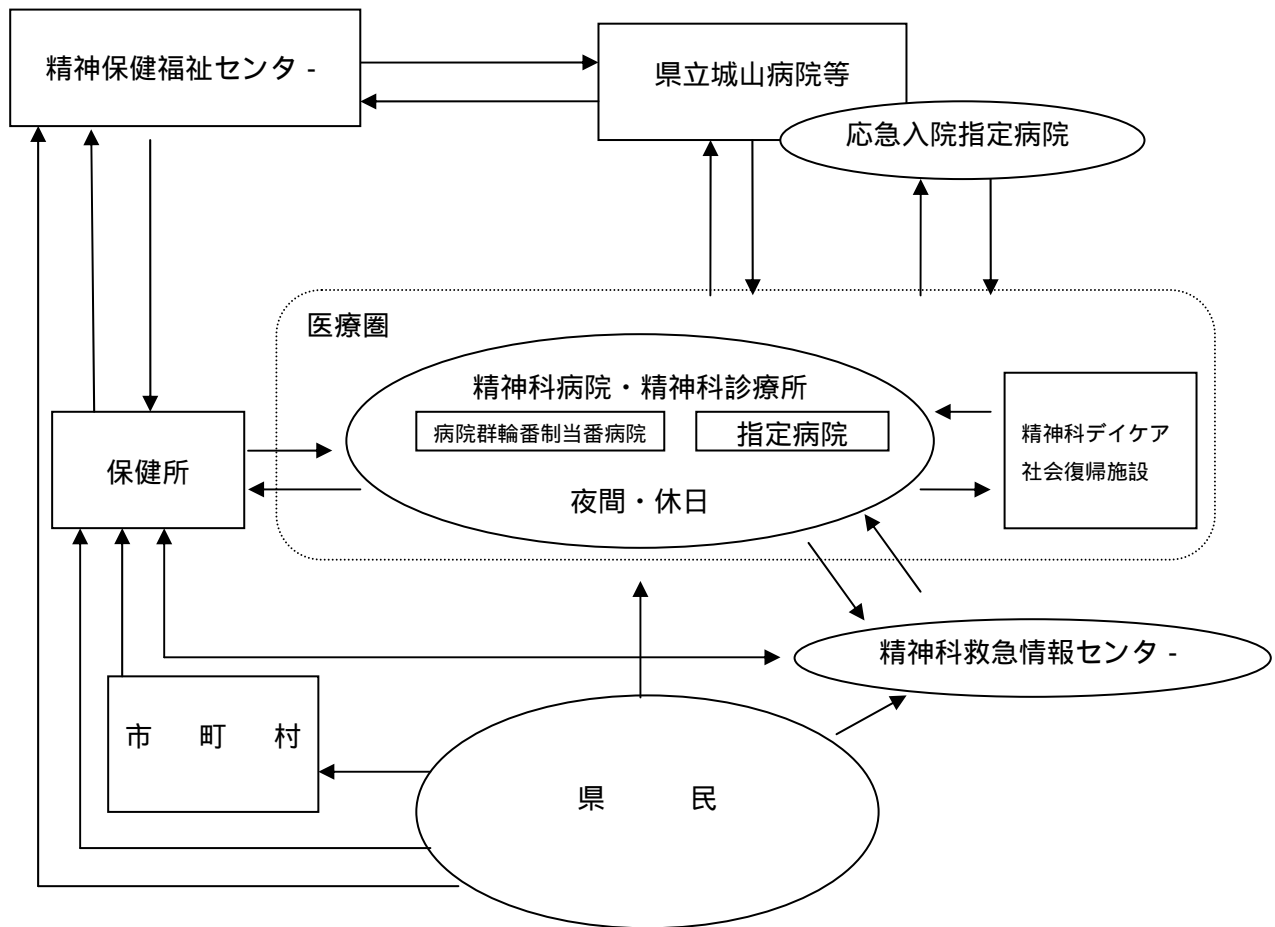 精神保健福祉センタ -
県立城山病院等
応急入院指定病院
医療圏
精神科病院・精神科診療所
病院群輪番制当番病院
指定病院
夜間・休日
精神科デイケア
社会復帰施設
保健所
精神科救急情報センタ -
市 町 村
県 民